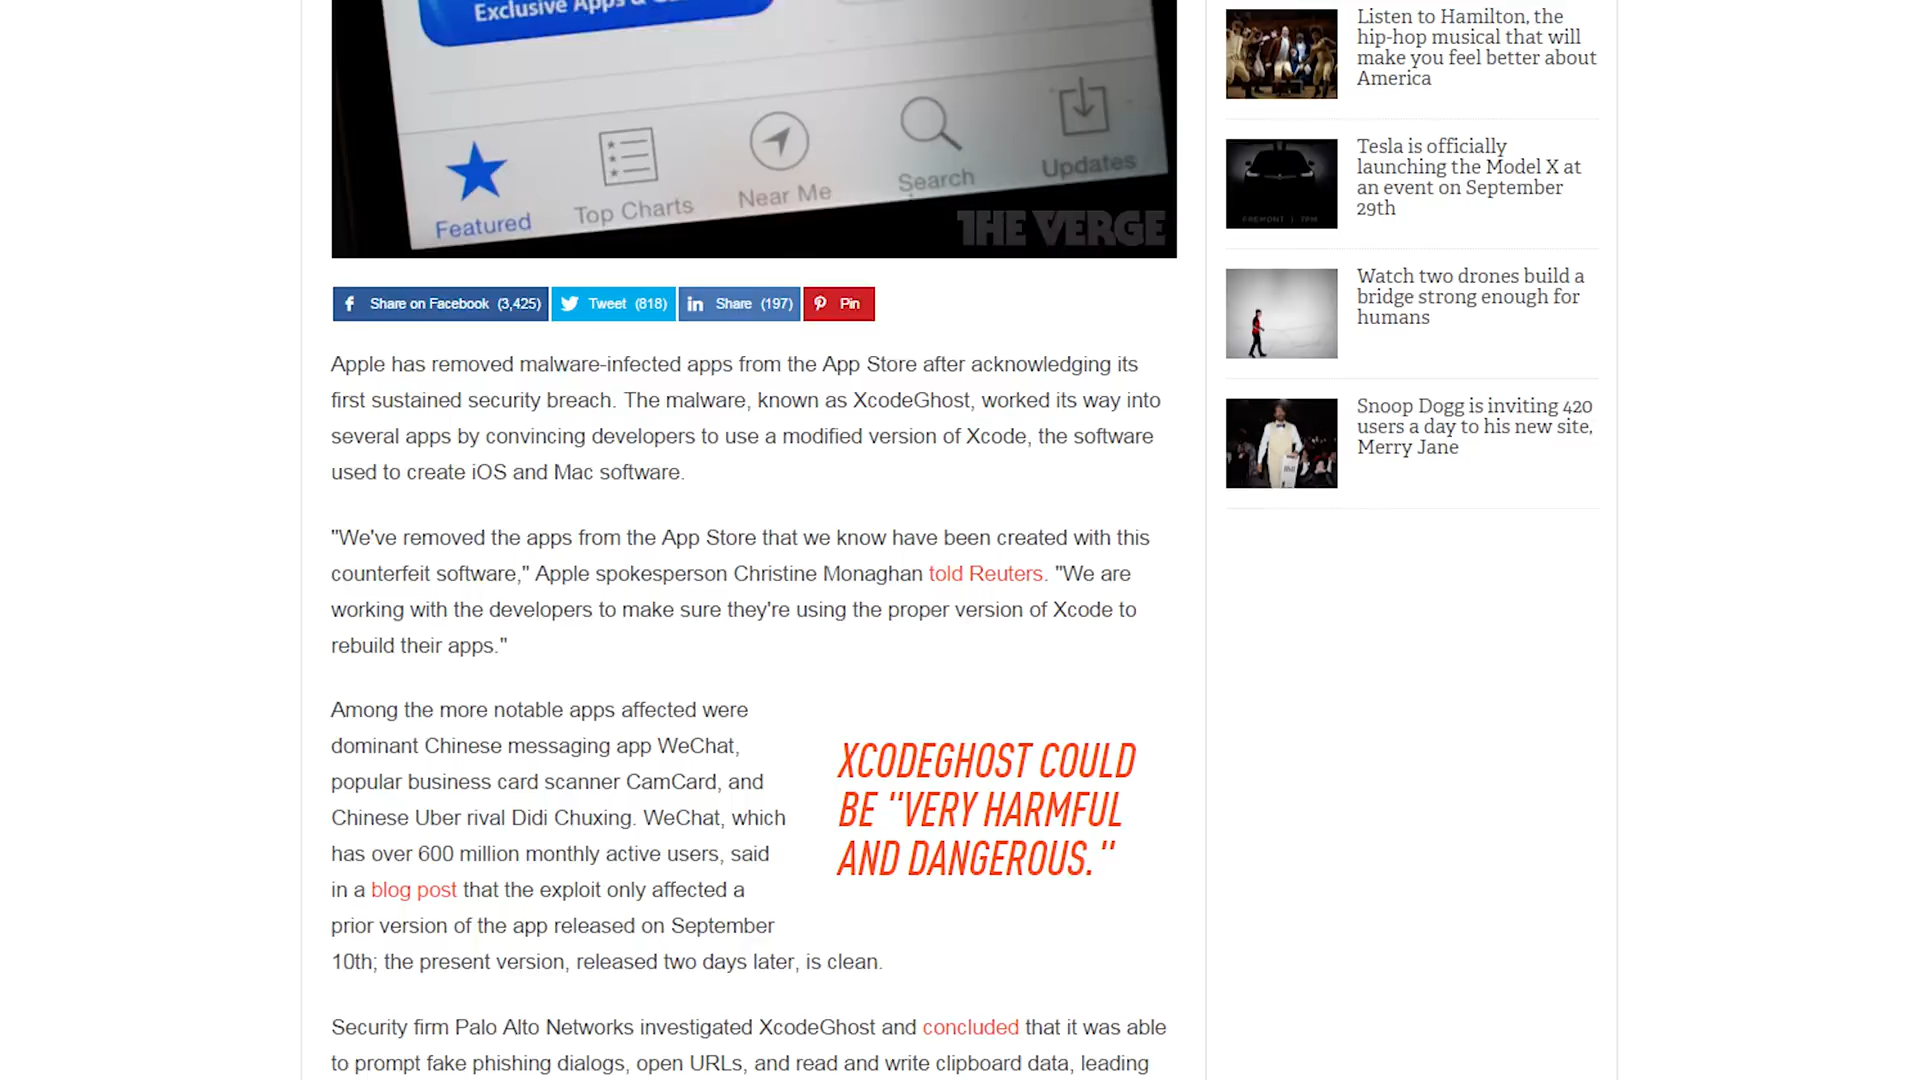 Exclusive Apps &
Featured
Top Charts
Near Me
Search
Updates
THE VERGE
Share on Facebook (3,425)
Tweet (818)
Share (197)
Pin
Apple has removed malware-infected apps from the App Store after acknowledging its
first sustained security breach. The malware, known as XcodeGhost, worked its way into
several apps by convincing developers to use a modified version of Xcode, the software
used to create iOS and Mac software.
"We've removed the apps from the App Store that we know have been created with this
counterfeit software," Apple spokesperson Christine Monaghan told Reuters. "We are
working with the developers to make sure they're using the proper version of Xcode to
rebuild their apps."
Among the more notable apps affected were
dominant Chinese messaging app WeChat,
popular business card scanner CamCard, and
Chinese Uber rival Didi Chuxing. WeChat, which
has over 600 million monthly active users, said
in a blog post that the exploit only affected a
prior version of the app released on September
10th; the present version, released two days later, is clean.
XCODEGHOST COULD
BE "VERY HARMFUL
AND DANGEROUS."
Security firm Palo Alto Networks investigated XcodeGhost and concluded that it was able
to prompt fake phishing dialogs, open URLs, and read and write clipboard data, leading
Listen to Hamilton, the
hip-hop musical that will
make you feel better about
America
Tesla is officially
launching the Model X at
an event on September
29th
FREMONT | 7PM
Watch two drones build a
bridge strong enough for
humans
Snoop Dogg is inviting 420
users a day to his new site,
Merry Jane